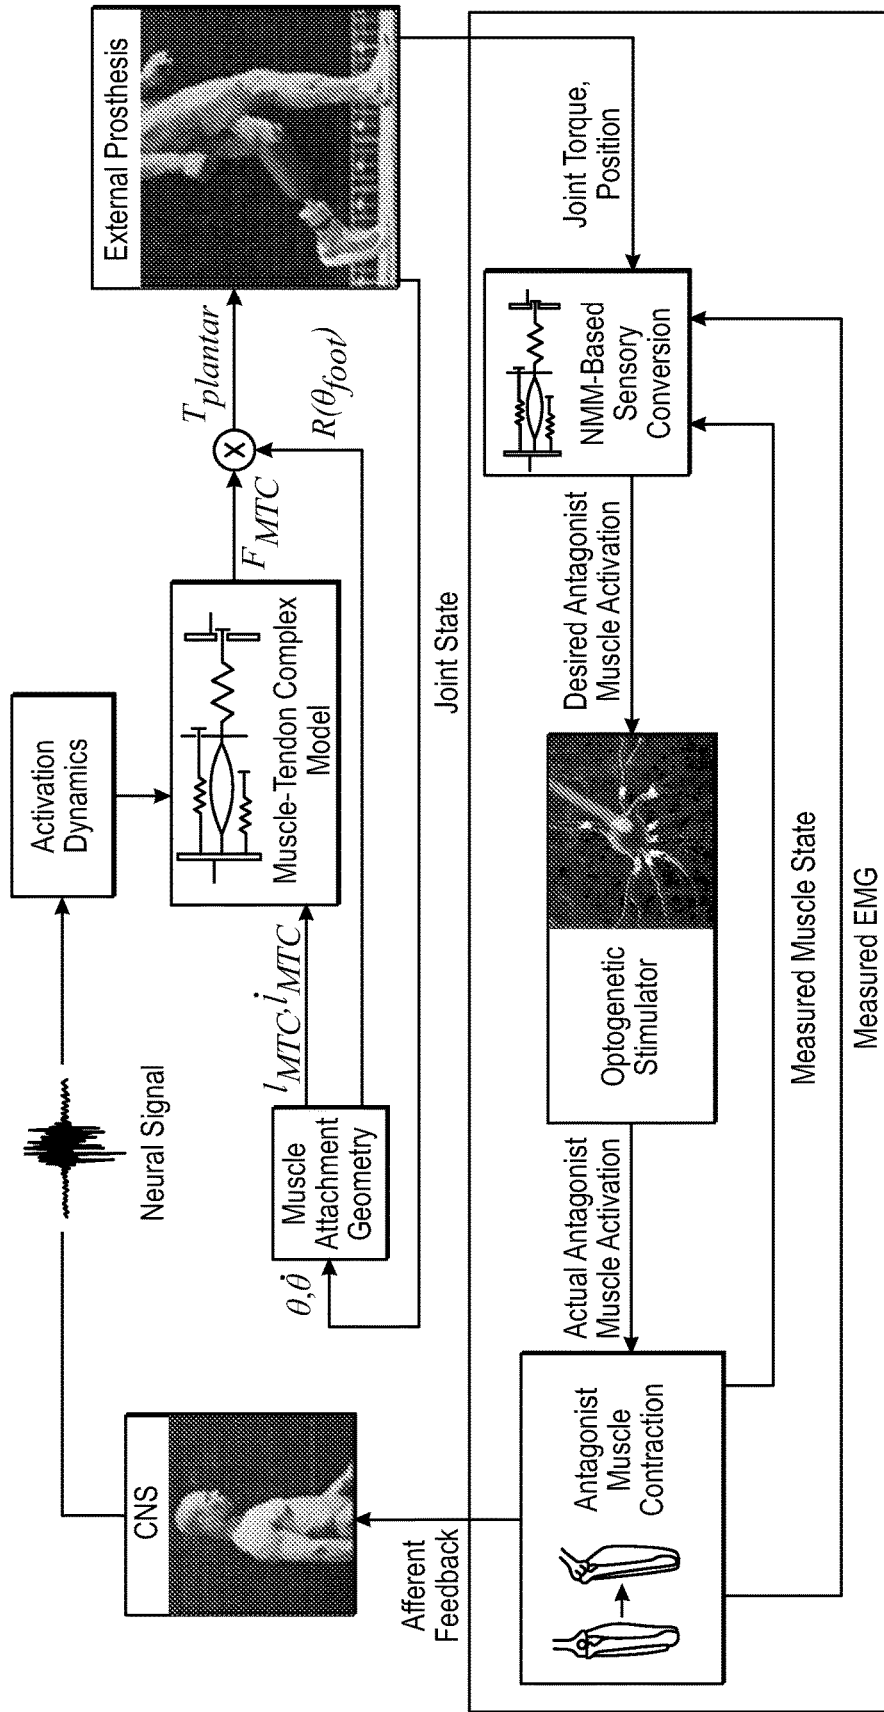 CNS
Neural Signal
Activation
Dynamics
θ,θ̇
Muscle
Attachment
Geometry
l_MTC,l̇_MTC
Muscle-Tendon Complex
Model
F_MTC
X
T_plantar
R(θ_foot)
External Prosthesis
Joint State
Afferent
Feedback
Antagonist
Muscle
Contraction
Actual Antagonist
Muscle Activation
Optogenetic
Stimulator
Desired Antagonist
Muscle Activation
NMM-Based
Sensory
Conversion
Joint Torque,
Position
Measured Muscle State
Measured EMG